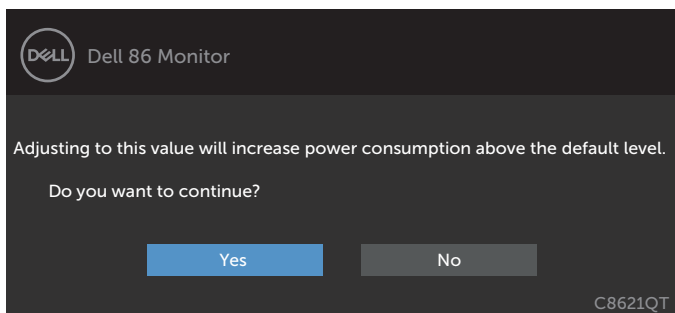 DELL Dell 86 Monitor
Adjusting to this value will increase power consumption above the default level.
Do you want to continue?
Yes No
C8621QT